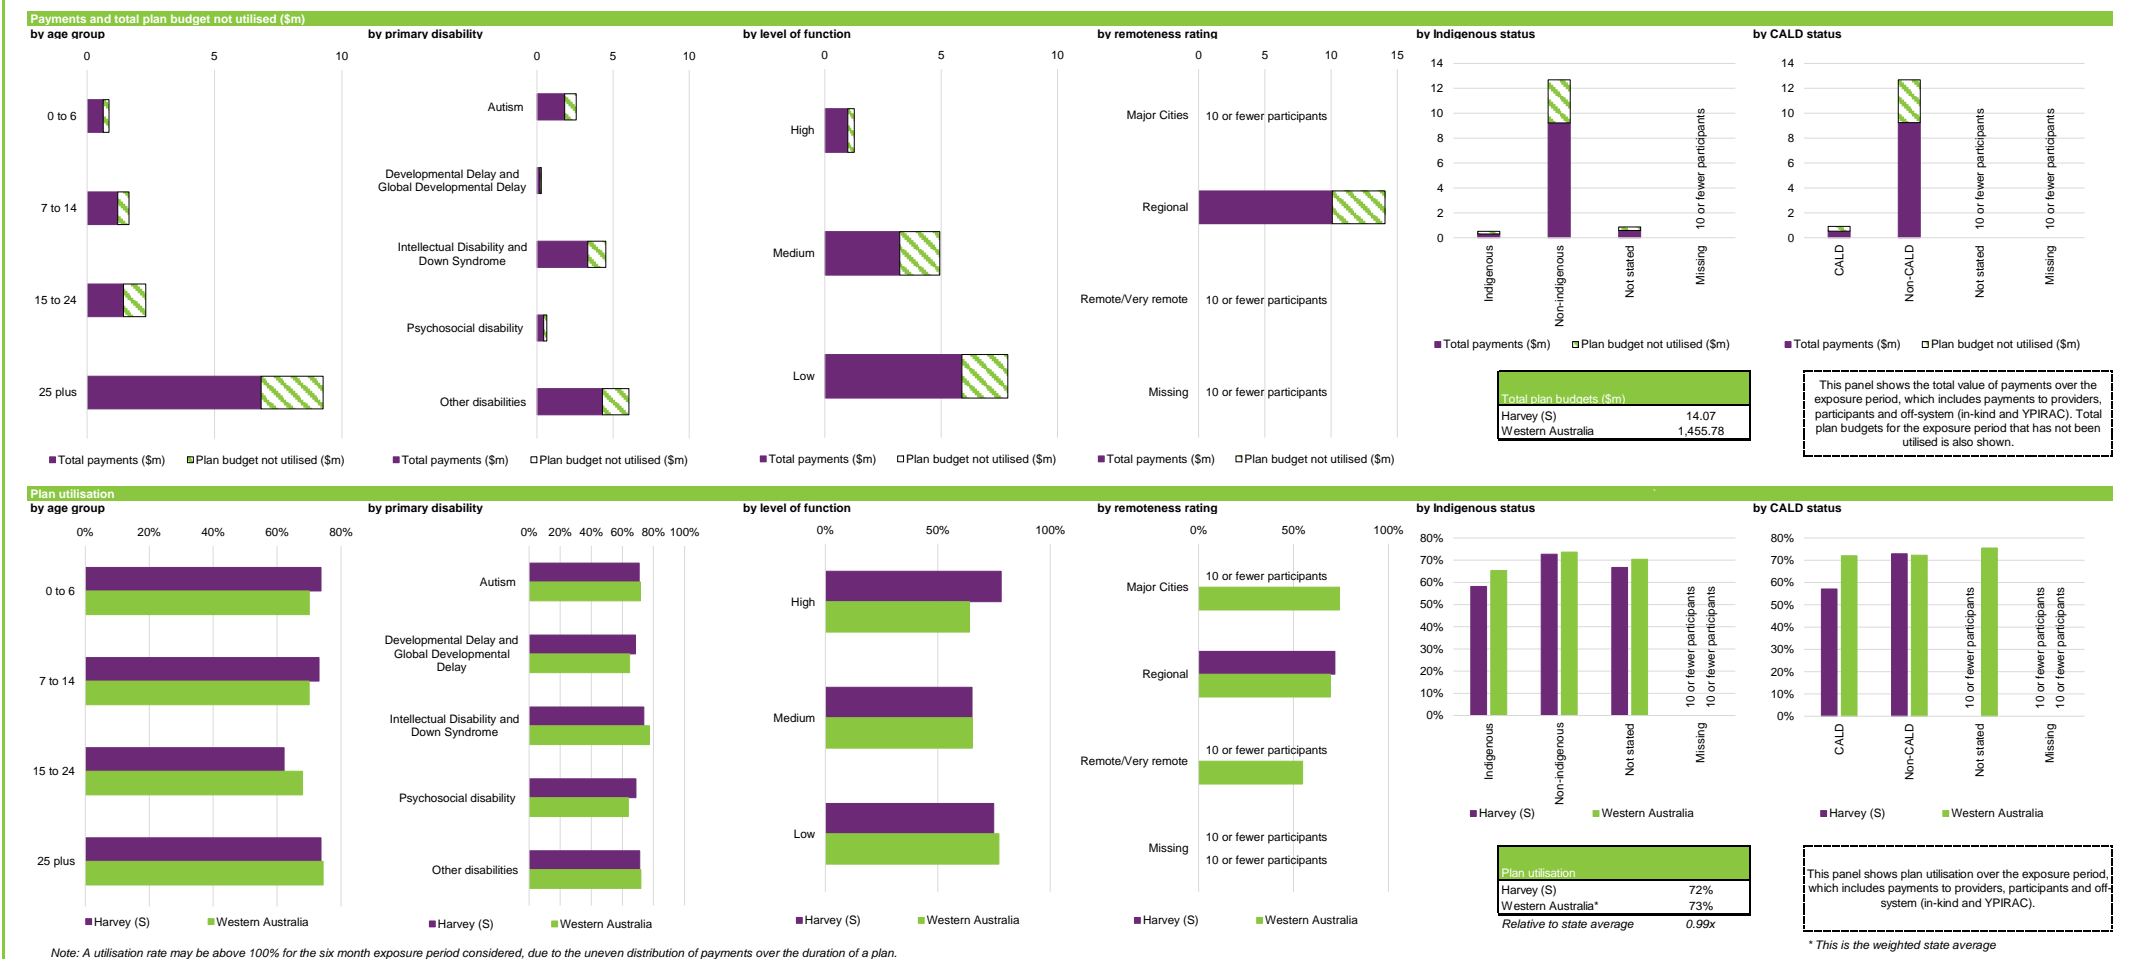 Payments and total plan budget not utilised ($m)
by age group
0 5 10
0 to 6
7 to 14
15 to 24
25 plus
Total payments ($m) Plan budget not utilised ($m)
by primary disability
0 5 10
Autism
Developmental Delay and
Global Developmental Delay
Intellectual Disability and
Down Syndrome
Psychosocial disability
Other disabilities
Total payments ($m) Plan budget not utilised ($m)
by level of function
0 5 10
High
Medium
Low
Total payments ($m) Plan budget not utilised ($m)
by remoteness rating
0 5 10 15
Major Cities 10 or fewer participants
Regional
Remote/Very remote 10 or fewer participants
Missing 10 or fewer participants
Total payments ($m) Plan budget not utilised ($m)
by Indigenous status
14
12
10
8
6
4
2
0
10 or fewer participants
Indigenous
Non-indigenous
Not stated
Missing
Total payments ($m) Plan budget not utilised ($m)
Total plan budgets ($m)
Harvey (S) 14.07
Western Australia 1,455.78
by CALD status
14
12
10
8
6
4
2
0
10 or fewer participants
10 or fewer participants
CALD
Non-CALD
Not stated
Missing
Total payments ($m) Plan budget not utilised ($m)
This panel shows the total value of payments over the
exposure period, which includes payments to providers,
participants and off-system (in-kind and YPIRAC). Total
plan budgets for the exposure period that has not been
utilised is also shown.
Plan utilisation
by age group
0% 20% 40% 60% 80%
0 to 6
7 to 14
15 to 24
25 plus
Harvey (S) Western Australia
by primary disability
0% 20% 40% 60% 80% 100%
Autism
Developmental Delay and
Global Developmental
Delay
Intellectual Disability and
Down Syndrome
Psychosocial disability
Other disabilities
Harvey (S) Western Australia
by level of function
0% 50% 100%
High
Medium
Low
Harvey (S) Western Australia
by remoteness rating
0% 50% 100%
10 or fewer participants
Major Cities
Regional
10 or fewer participants
Remote/Very remote
10 or fewer participants
Missing
10 or fewer participants
Harvey (S) Western Australia
by Indigenous status
80%
70%
60%
50%
40%
30%
20%
10%
0%
10 or fewer participants
10 or fewer participants
Indigenous
Non-indigenous
Not stated
Missing
Harvey (S) Western Australia
Plan utilisation
Harvey (S) 72%
Western Australia* 73%
Relative to state average 0.99x
by CALD status
80%
70%
60%
50%
40%
30%
20%
10%
0%
10 or fewer participants
10 or fewer participants
10 or fewer participants
CALD
Non-CALD
Not stated
Missing
Harvey (S) Western Australia
This panel shows plan utilisation over the exposure period,
which includes payments to providers, participants and off-
system (in-kind and YPIRAC).
* This is the weighted state average
Note: A utilisation rate may be above 100% for the six month exposure period considered, due to the uneven distribution of payments over the duration of a plan.